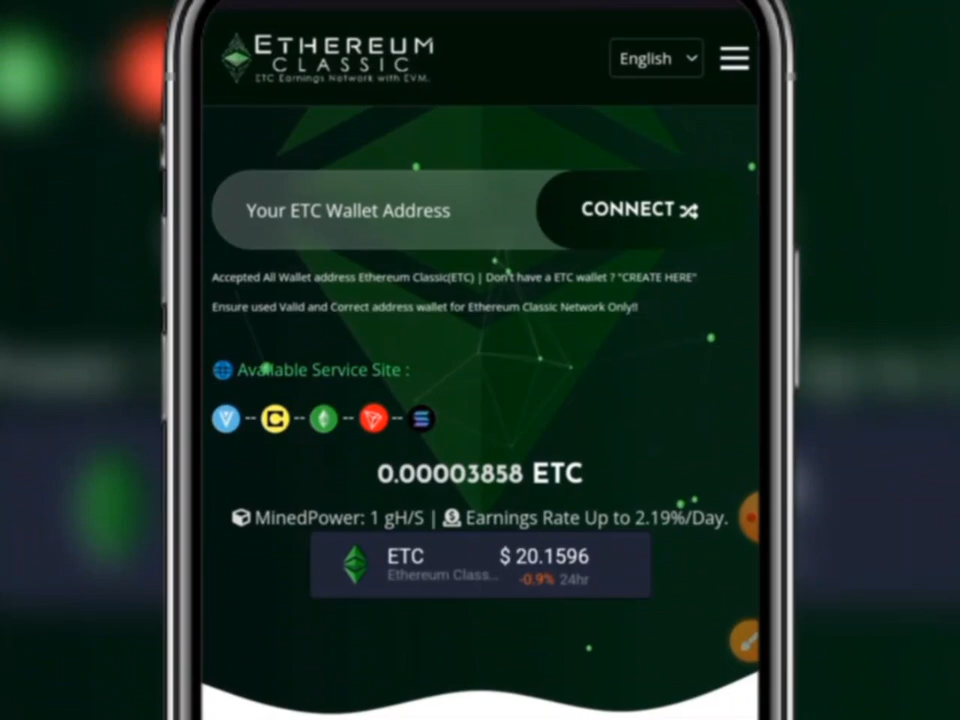 ETHEREUM
CLASSIC
ETC Earnings Network with EVM.
English
Your ETC Wallet Address
CONNECT
Accepted All Wallet address Ethereum Classic(ETC) | Don't have a ETC wallet ? "CREATE HERE"
Ensure used Valid and Correct address wallet for Ethereum Classic Network Only!!
Available Service Site :
-- -- -- --
0.00003858 ETC
MinedPower: 1 gH/S | Earnings Rate Up to 2.19%/Day.
ETC $ 20.1596
Ethereum Class... -0.9% 24hr